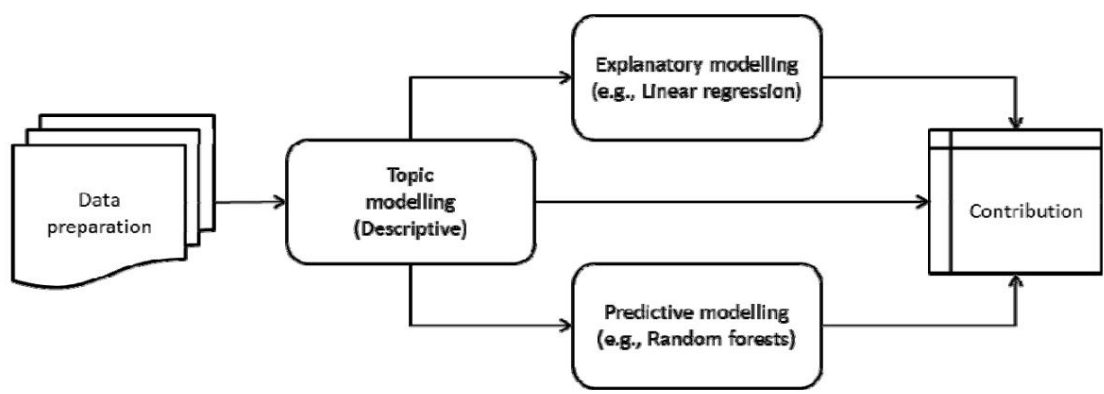 Data
preparation
Topic
modelling
(Descriptive)
Explanatory modelling
(e.g., Linear regression)
Predictive modelling
(e.g., Random forests)
Contribution